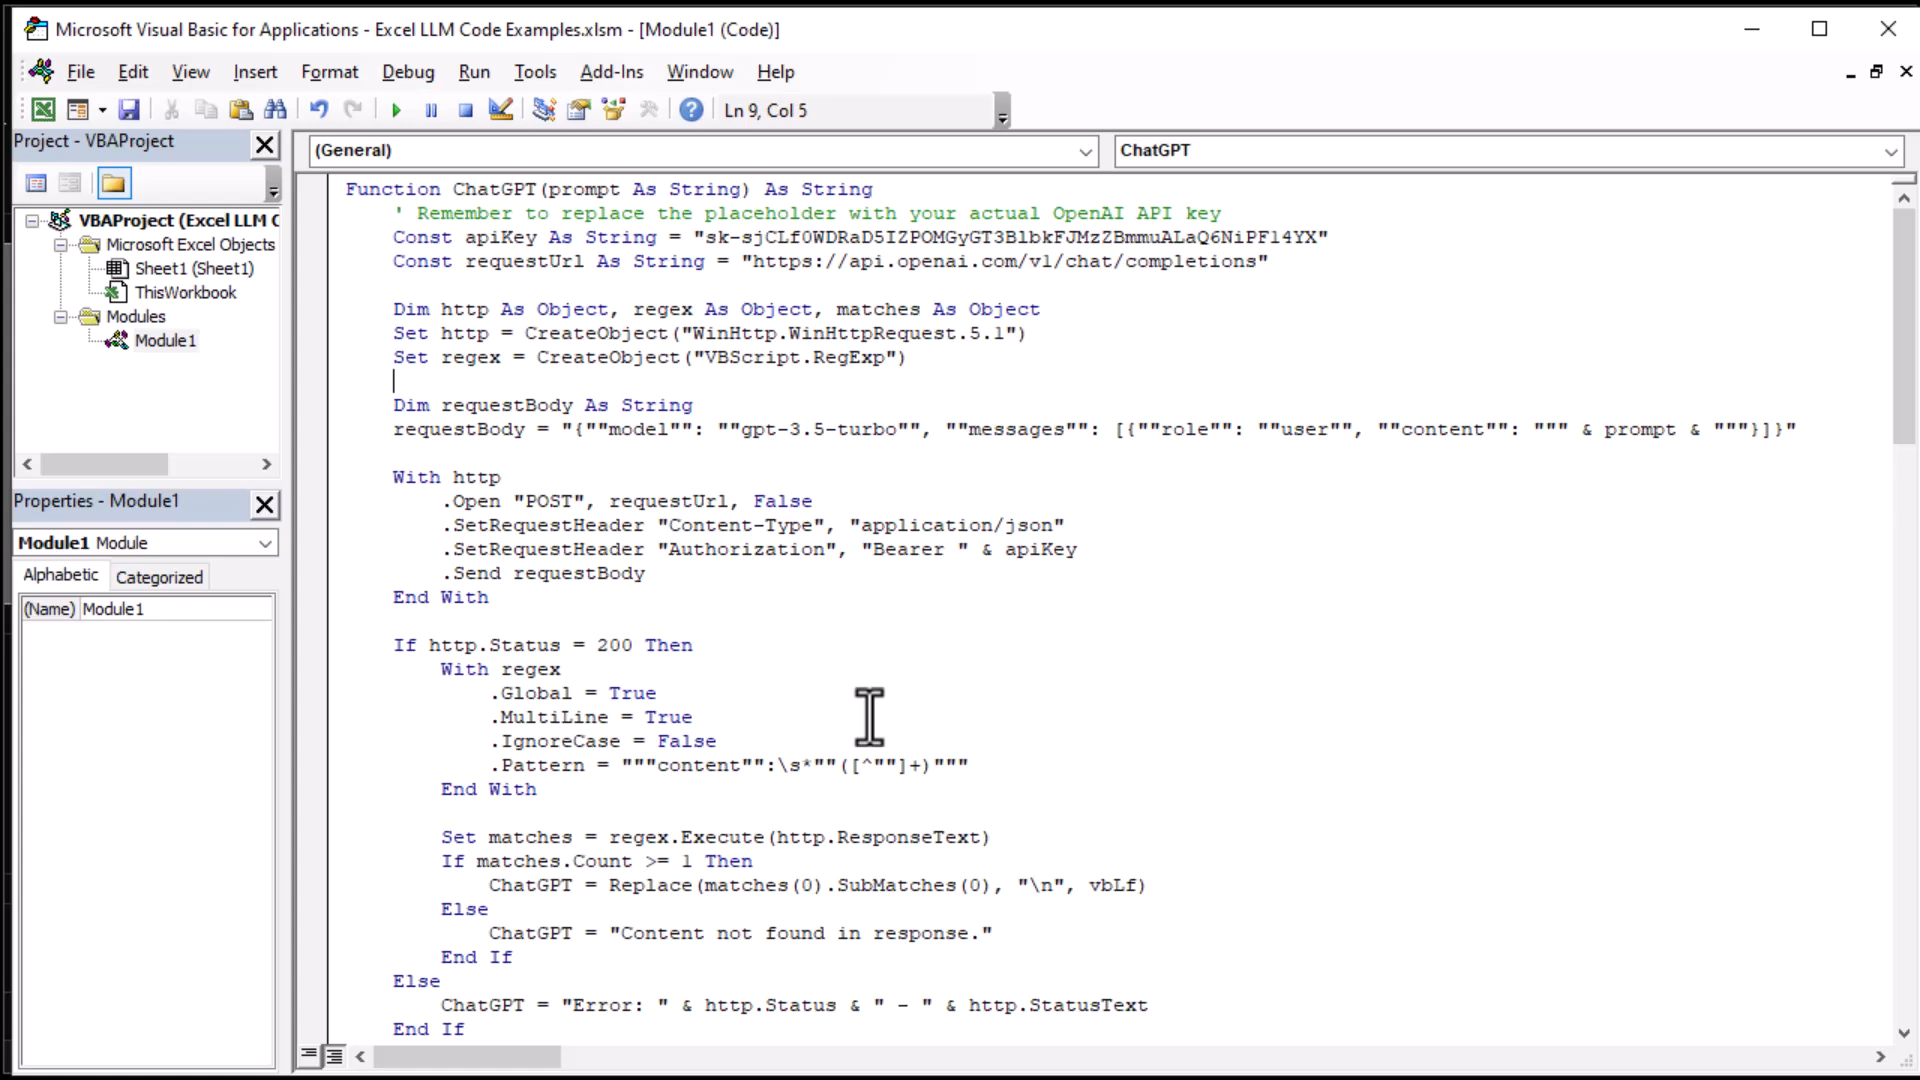 Microsoft Visual Basic for Applications - Excel LLM Code Examples.xlsm - [Module1 (Code)]
File Edit View Insert Format Debug Run Tools Add-Ins Window Help
Ln 9, Col 5
Project - VBAProject
VBAProject (Excel LLM C
Microsoft Excel Objects
Sheet1 (Sheet1)
ThisWorkbook
Modules
Module1
Properties - Module1
Module1 Module
Alphabetic Categorized
(Name) Module1
(General) ChatGPT
Function ChatGPT(prompt As String) As String
' Remember to replace the placeholder with your actual OpenAI API key
Const apiKey As String = "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"
Const requestUrl As String = "https://api.openai.com/v1/chat/completions"
Dim http As Object, regex As Object, matches As Object
Set http = CreateObject("WinHttp.WinHttpRequest.5.1")
Set regex = CreateObject("VBScript.RegExp")
Dim requestBody As String
requestBody = "{""model"": ""gpt-3.5-turbo"", ""messages"": [{""role"": ""user"", ""content"": """ & prompt & """}]}"
With http
.Open "POST", requestUrl, False
.SetRequestHeader "Content-Type", "application/json"
.SetRequestHeader "Authorization", "Bearer " & apiKey
.Send requestBody
End With
If http.Status = 200 Then
With regex
.Global = True
.MultiLine = True
.IgnoreCase = False
.Pattern = """content"":\s*""([^""]+)"""
End With
Set matches = regex.Execute(http.ResponseText)
If matches.Count >= 1 Then
ChatGPT = Replace(matches(0).SubMatches(0), "\n", vbLf)
Else
ChatGPT = "Content not found in response."
End If
Else
ChatGPT = "Error: " & http.Status & " - " & http.StatusText
End If